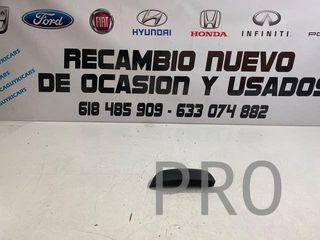 Ford FIAT HYUNDAI HONDA INFINITI
RECAMBIO NUEVO
DE OCASION Y USADOS
618 485 909 - 633 074 882
PRO